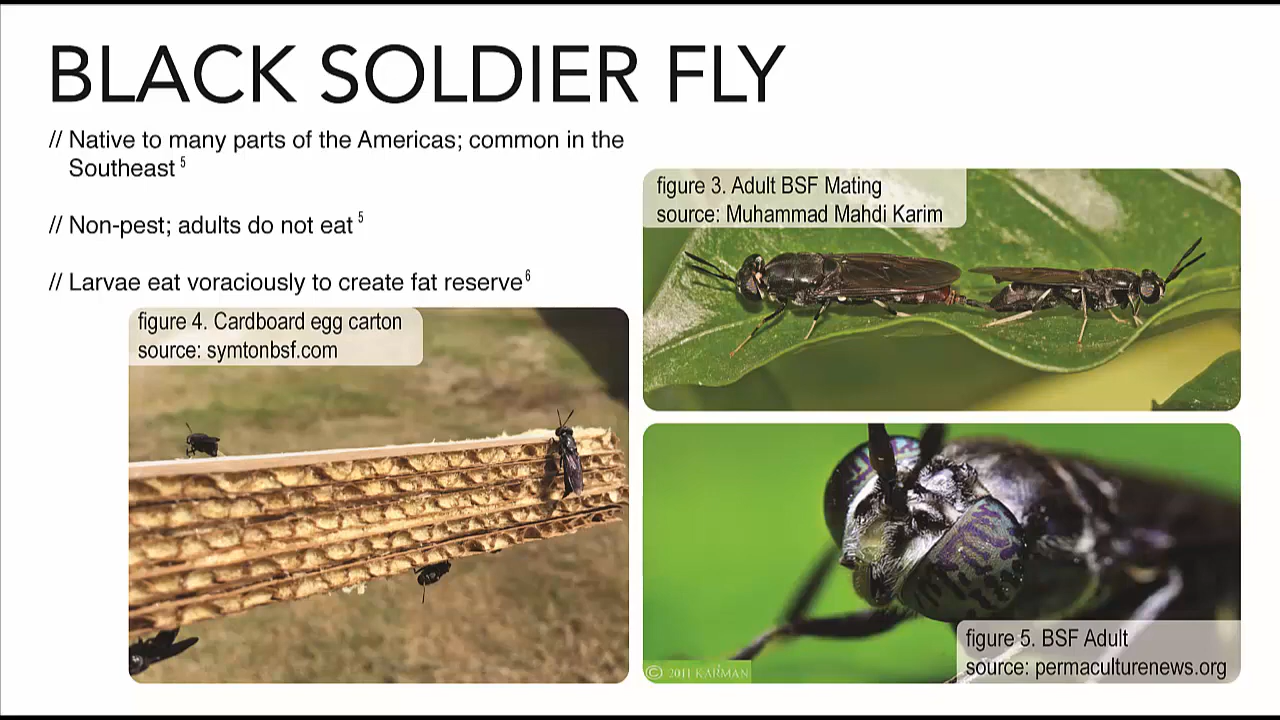 BLACK SOLDIER FLY
// Native to many parts of the Americas; common in the
Southeast 5
// Non-pest; adults do not eat 5
// Larvae eat voraciously to create fat reserve 6
figure 3. Adult BSF Mating
source: Muhammad Mahdi Karim
figure 4. Cardboard egg carton
source: symtonbsf.com
figure 5. BSF Adult
source: permaculturenews.org
© 2011 KARMAN